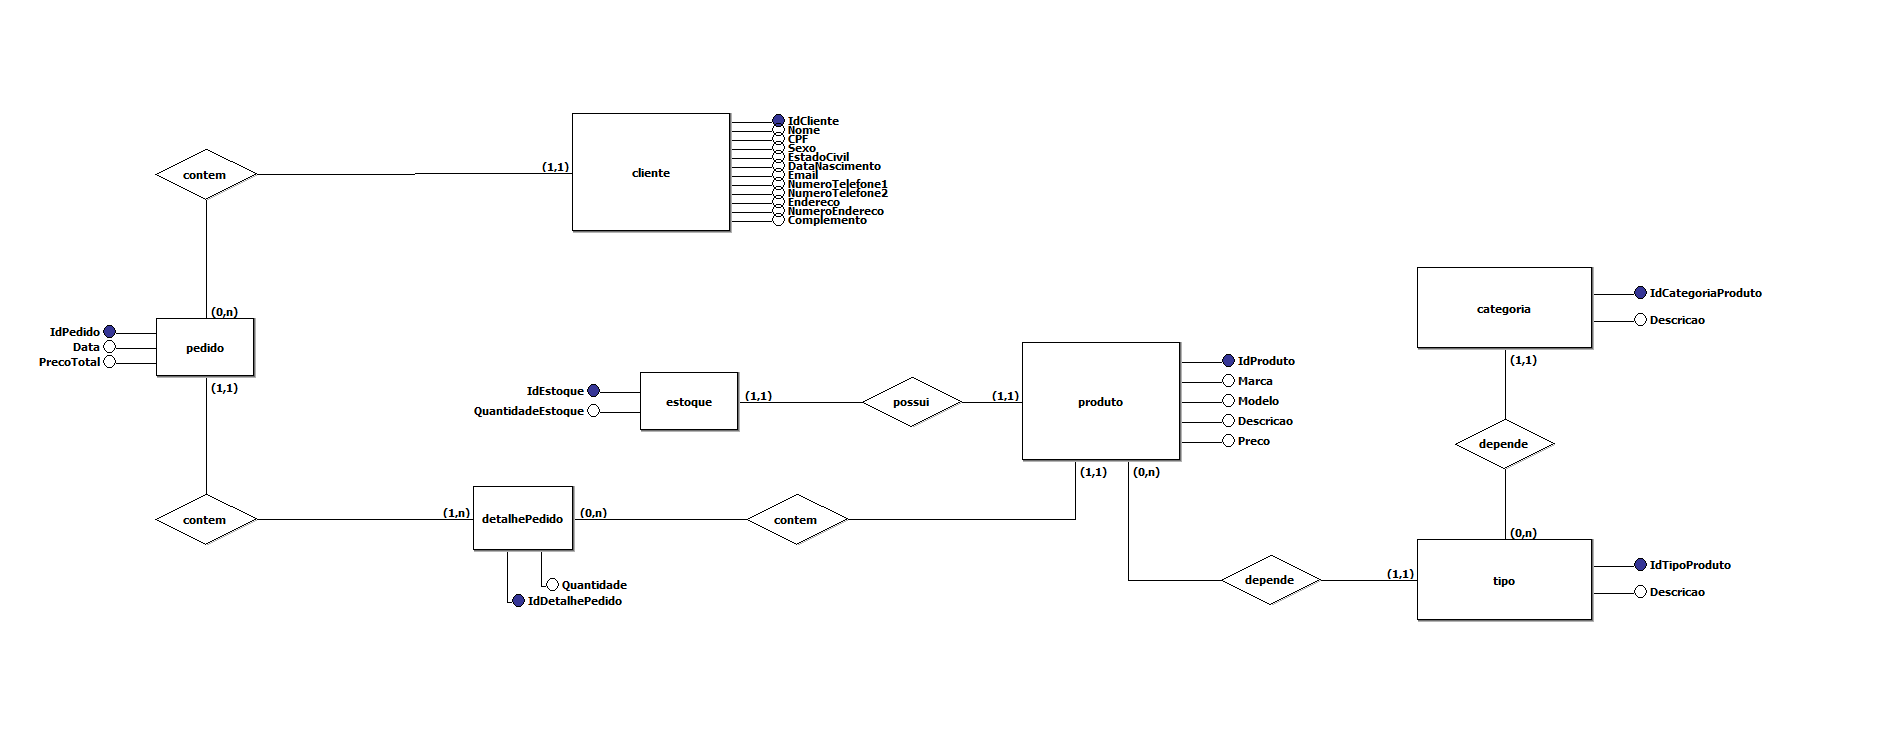 IdCliente
Nome
CPF
Sexo
EstadoCivil
DataNascimento
Email
NumeroTelefone1
NumeroTelefone2
Endereco
NumeroEndereco
Complemento
cliente
(1,1)
contem
(0,n)
IdPedido
Data
PrecoTotal
pedido
(1,1)
contem
(1,n)
detalhePedido
(0,n)
Quantidade
IdDetalhePedido
contem
IdEstoque
QuantidadeEstoque
estoque
(1,1)
possui
(1,1)
produto
IdProduto
Marca
Modelo
Descricao
Preco
(1,1)
(0,n)
depende
(1,1)
categoria
IdCategoriaProduto
Descricao
(1,1)
depende
(0,n)
tipo
IdTipoProduto
Descricao